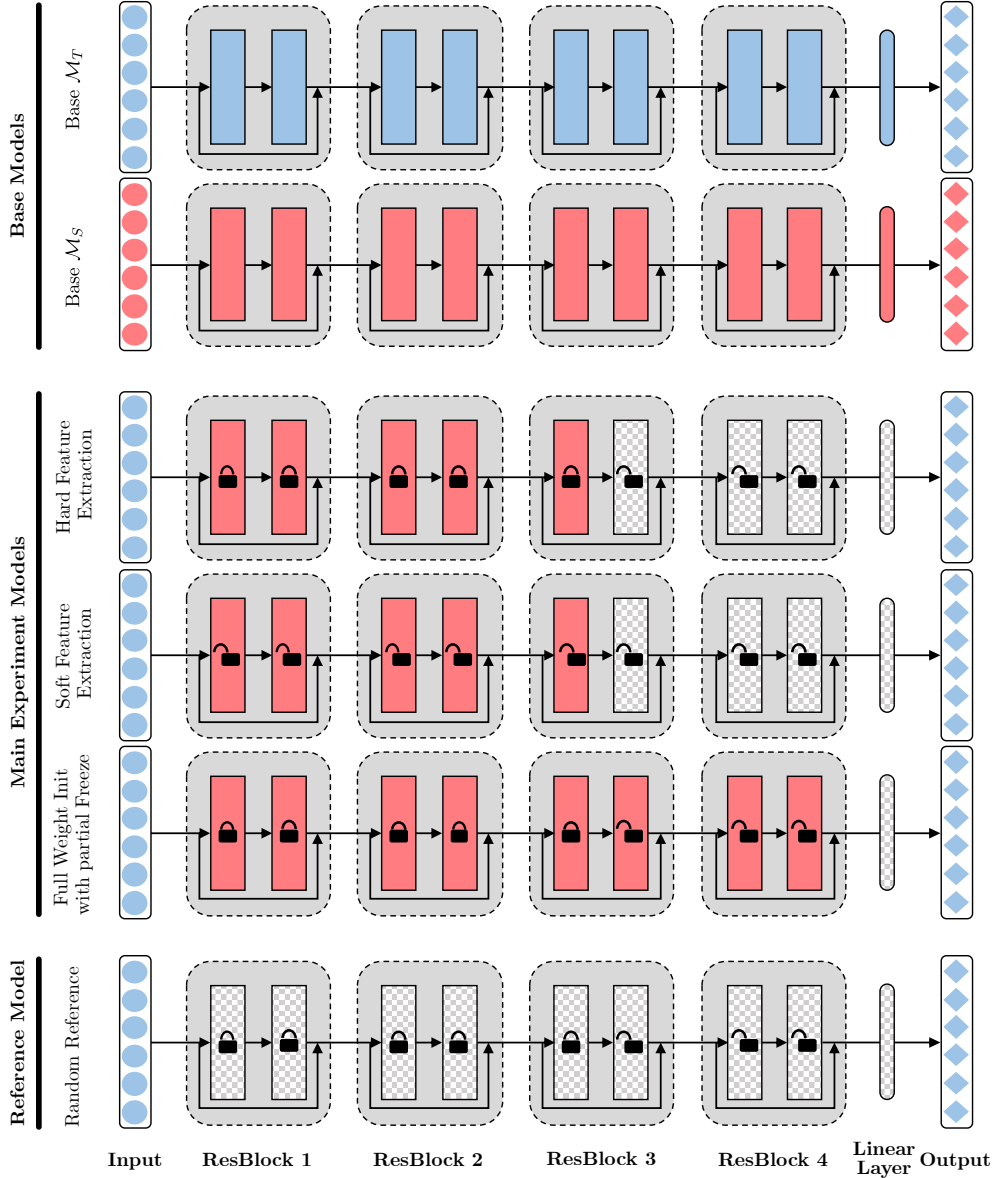 Base Models
Base $\mathcal{M}_T$
Base $\mathcal{M}_S$
Main Experiment Models
Hard Feature
Extraction
Soft Feature
Extraction
Full Weight Init
with partial Freeze
Reference Model
Random Reference
Input
ResBlock 1
ResBlock 2
ResBlock 3
ResBlock 4
Linear
Layer
Output